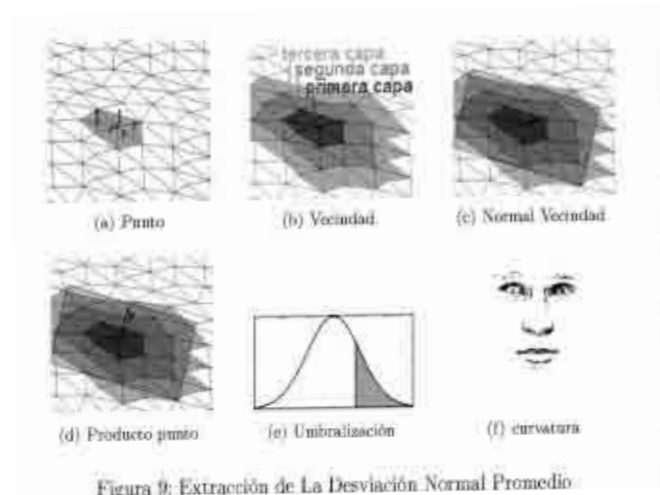 tercera capa
segunda capa
primera capa
(a) Punto
(b) Vecindad
(c) Normal Vecindad
(d) Producto punto
(e) Umbralización
(f) curvatura
Figura 9: Extracción de La Desviación Normal Promedio